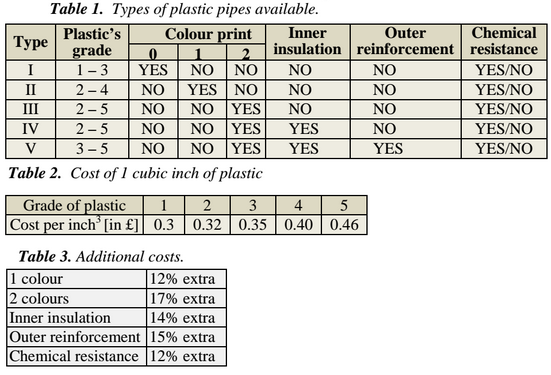 Table 1. Types of plastic pipes available.
Type Plastic's grade Colour print Inner insulation Outer reinforcement Chemical resistance
0 1 2
I 1 – 3 YES NO NO NO NO YES/NO
II 2 – 4 NO YES NO NO NO YES/NO
III 2 – 5 NO NO YES NO NO YES/NO
IV 2 – 5 NO NO YES YES NO YES/NO
V 3 – 5 NO NO YES YES YES YES/NO
Table 2. Cost of 1 cubic inch of plastic
Grade of plastic 1 2 3 4 5
Cost per inch³ [in £] 0.3 0.32 0.35 0.40 0.46
Table 3. Additional costs.
1 colour 12% extra
2 colours 17% extra
Inner insulation 14% extra
Outer reinforcement 15% extra
Chemical resistance 12% extra